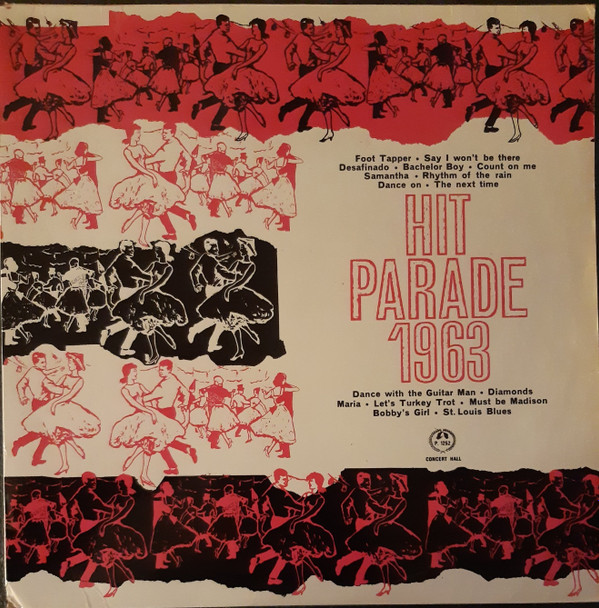 Foot Tapper • Say I won't be there
Desafinado • Bachelor Boy • Count on me
Samantha • Rhythm of the rain
Dance on • The next time
HIT
PARADE
1963
Dance with the Guitar Man • Diamonds
Maria • Let's Turkey Trot • Must be Madison
Bobby's Girl • St. Louis Blues
P. 1252
CONCERT HALL